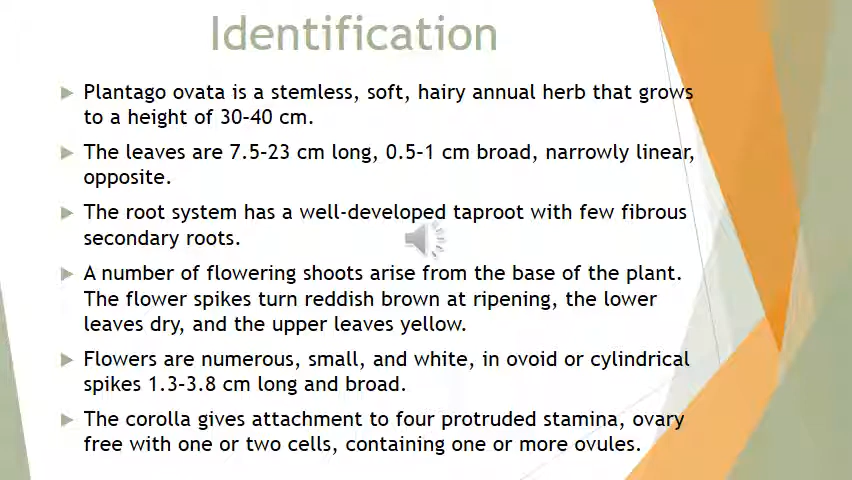 Identification
Plantago ovata is a stemless, soft, hairy annual herb that grows
to a height of 30-40 cm.
The leaves are 7.5-23 cm long, 0.5-1 cm broad, narrowly linear,
opposite.
The root system has a well-developed taproot with few fibrous
secondary roots.
A number of flowering shoots arise from the base of the plant.
The flower spikes turn reddish brown at ripening, the lower
leaves dry, and the upper leaves yellow.
Flowers are numerous, small, and white, in ovoid or cylindrical
spikes 1.3-3.8 cm long and broad.
The corolla gives attachment to four protruded stamina, ovary
free with one or two cells, containing one or more ovules.